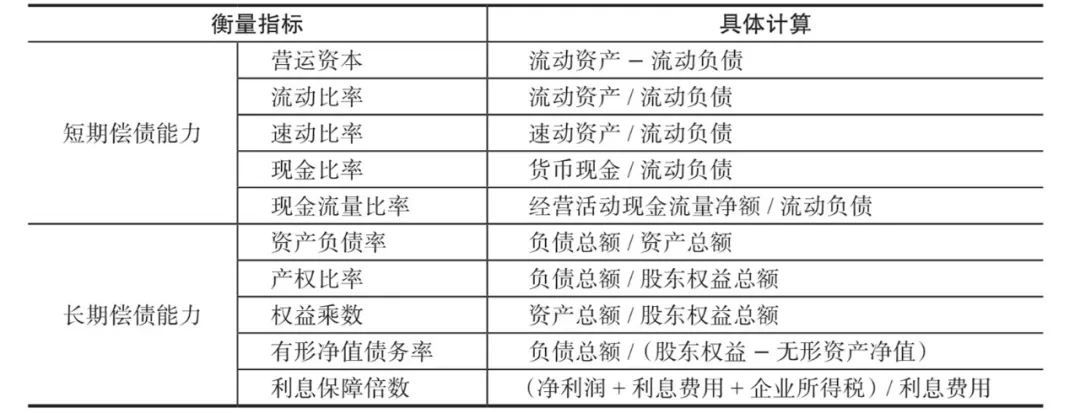 衡量指标 具体计算
短期偿债能力
营运资本 流动资产 − 流动负债
流动比率 流动资产 / 流动负债
速动比率 速动资产 / 流动负债
现金比率 货币现金 / 流动负债
现金流量比率 经营活动现金流量净额 / 流动负债
长期偿债能力
资产负债率 负债总额 / 资产总额
产权比率 负债总额 / 股东权益总额
权益乘数 资产总额 / 股东权益总额
有形净值债务率 负债总额 /（股东权益 − 无形资产净值）
利息保障倍数 （净利润 + 利息费用 + 企业所得税）/ 利息费用